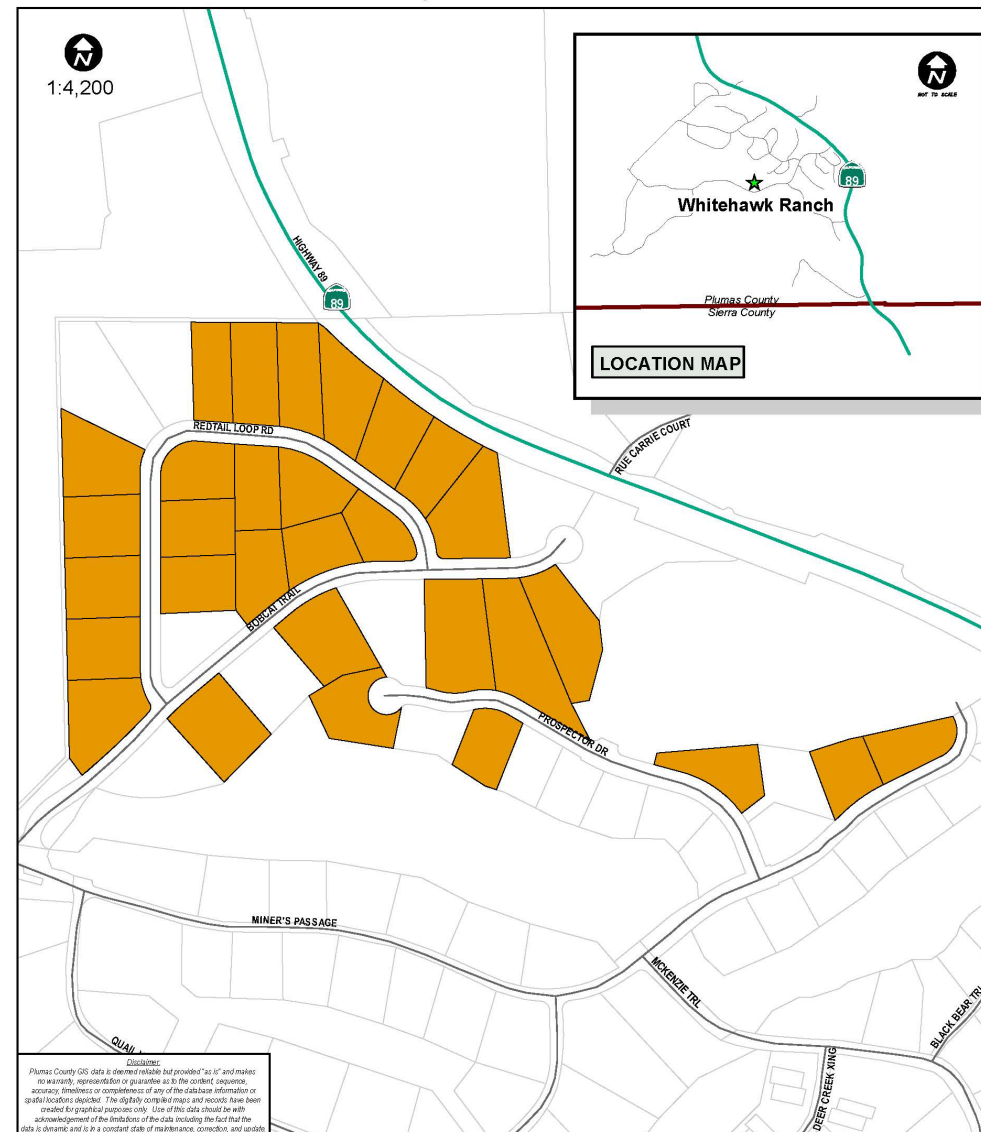 N
1:4,200
N
NOT TO SCALE
89
Whitehawk Ranch
Plumas County
Sierra County
LOCATION MAP
HIGHWAY 89
89
RUE CARRIE COURT
REDTAIL LOOP RD
BOBCAT TRAIL
PROSPECTOR DR
MINER'S PASSAGE
MCKENZIE TRL
BLACK BEAR TRL
DEER CREEK XING
QUAIL
Disclaimer:
Plumas County GIS data is deemed reliable but provided "as is" and makes
no warranty, representation or guarantee as to the content, sequence,
accuracy, timeliness or completeness of any of the database information or
spatial locations depicted. The digitally compiled maps and records have been
created for graphical purposes only. Use of this data should be with
acknowledgement of the limitations of the data including the fact that the
data is dynamic and is in a constant state of maintenance, correction, and update.